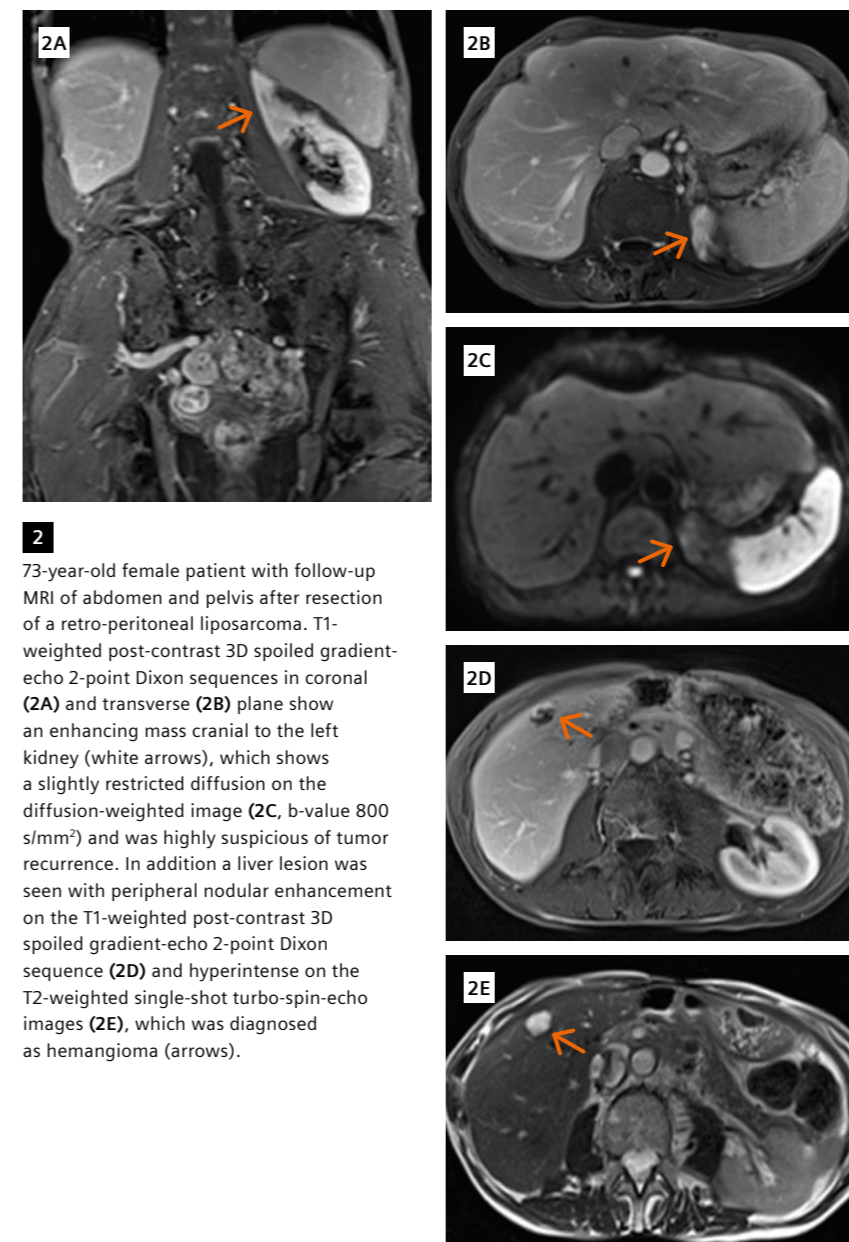 2A
2B
2C
2D
2E
2
73-year-old female patient with follow-up
MRI of abdomen and pelvis after resection
of a retro-peritoneal liposarcoma. T1-
weighted post-contrast 3D spoiled gradient-
echo 2-point Dixon sequences in coronal
(2A) and transverse (2B) plane show
an enhancing mass cranial to the left
kidney (white arrows), which shows
a slightly restricted diffusion on the
diffusion-weighted image (2C, b-value 800
s/mm²) and was highly suspicious of tumor
recurrence. In addition a liver lesion was
seen with peripheral nodular enhancement
on the T1-weighted post-contrast 3D
spoiled gradient-echo 2-point Dixon
sequence (2D) and hyperintense on the
T2-weighted single-shot turbo-spin-echo
images (2E), which was diagnosed
as hemangioma (arrows).